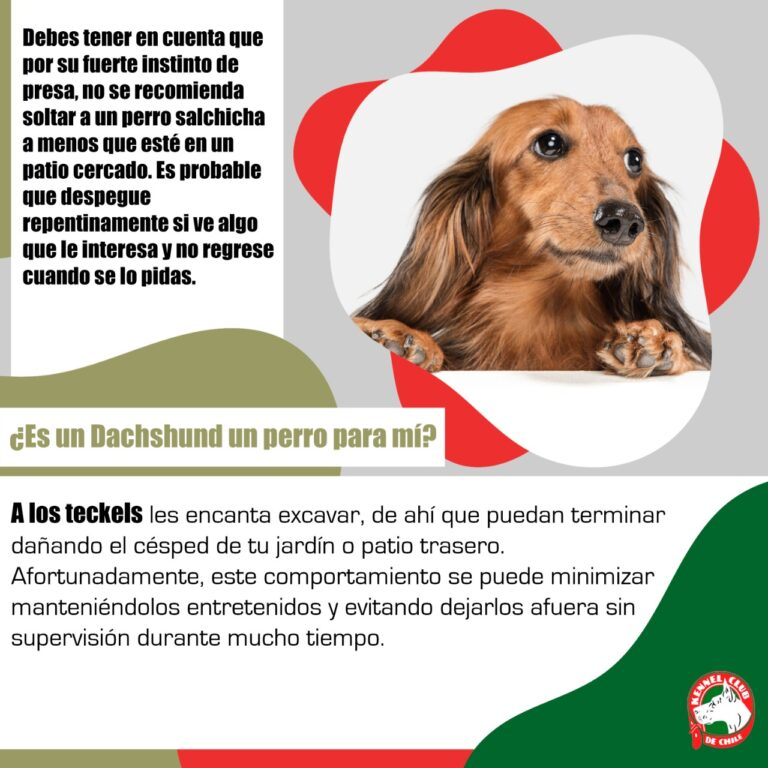 Debes tener en cuenta que
por su fuerte instinto de
presa, no se recomienda
soltar a un perro salchicha
a menos que esté en un
patio cercado. Es probable
que despegue
repentinamente si ve algo
que le interesa y no regrese
cuando se lo pidas.
¿Es un Dachshund un perro para mí?
A los teckels les encanta excavar, de ahí que puedan terminar
dañando el césped de tu jardín o patio trasero.
Afortunadamente, este comportamiento se puede minimizar
manteniéndolos entretenidos y evitando dejarlos afuera sin
supervisión durante mucho tiempo.
KENNEL CLUB
DE CHILE